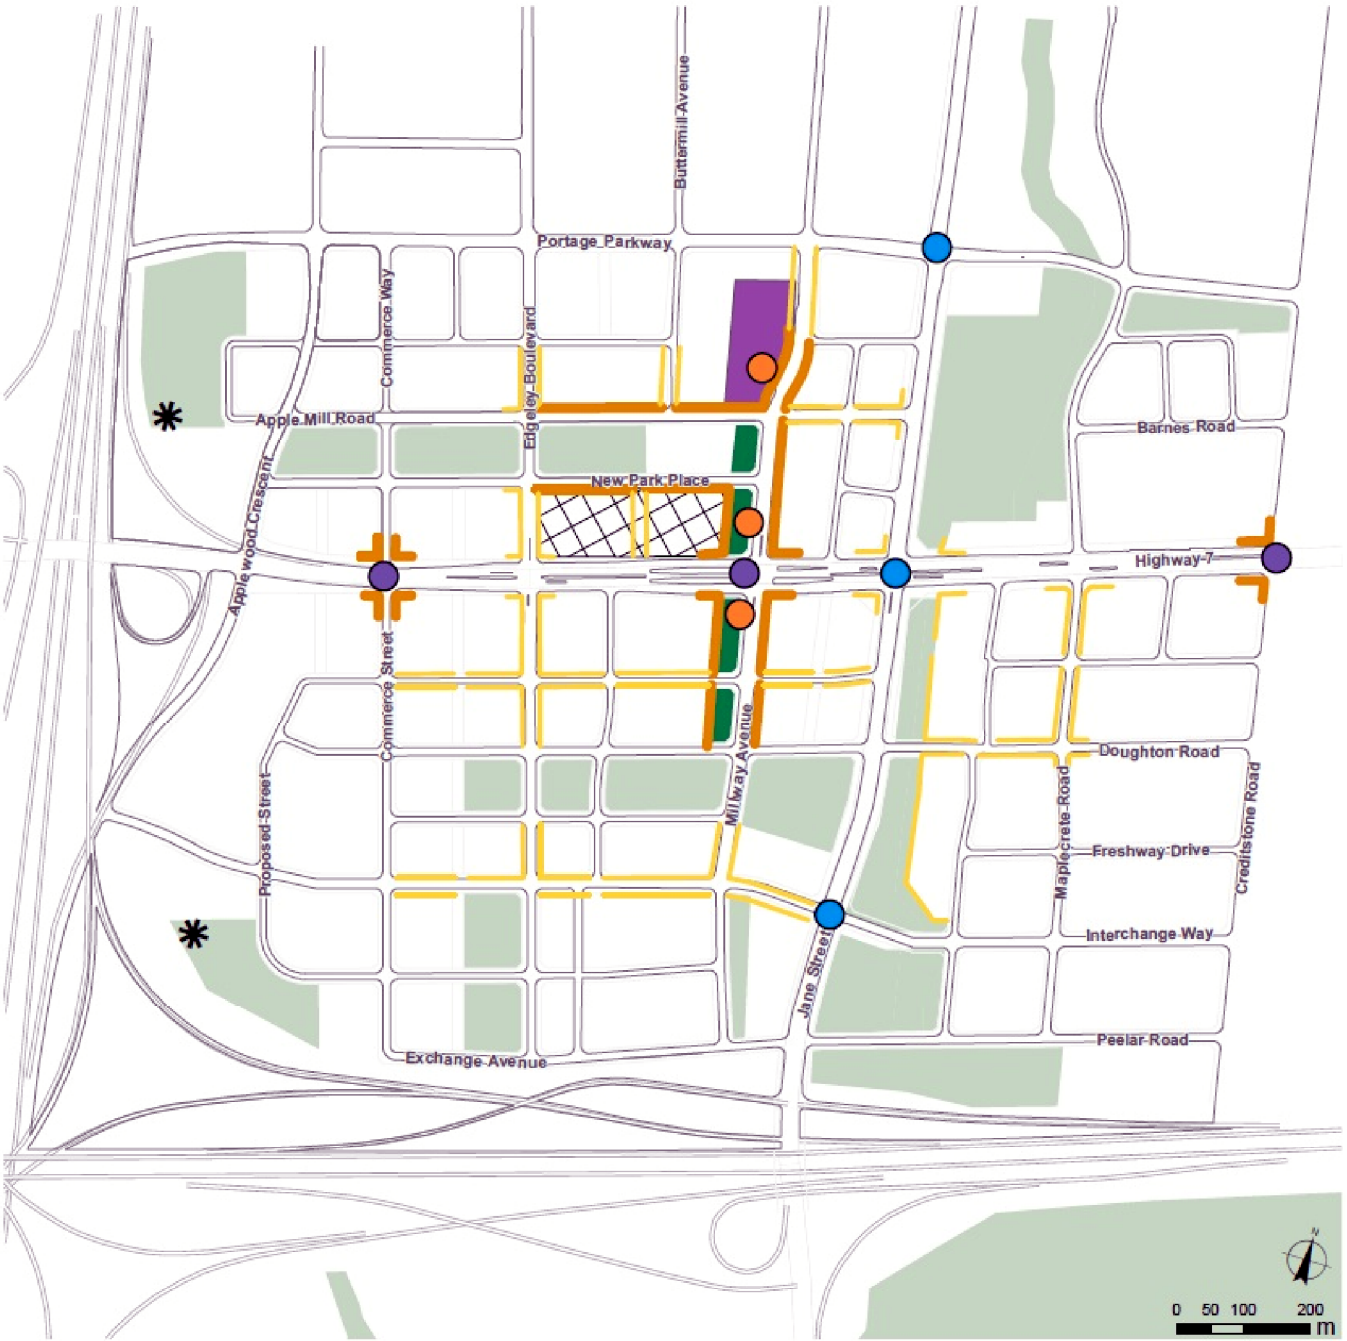 Buttermill Avenue
Portage Parkway
Commerce Way
Edgeley Boulevard
Apple Mill Road
Barnes Road
New Park Place
Applewood Crescent
Highway 7
Commerce Street
Millway Avenue
Doughton Road
Proposed Street
Maplecrete Road
Creditstone Road
Freshway Drive
Interchange Way
Jane Street
Peelar Road
Exchange Avenue
N
0 50 100 200
m